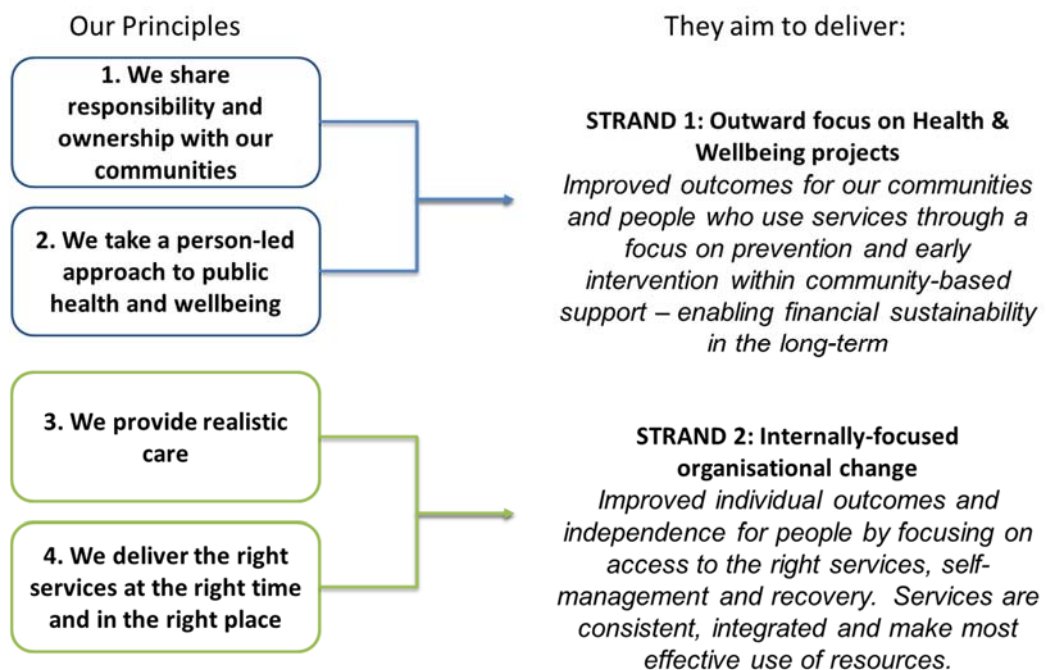 Our Principles
1. We share
responsibility and
ownership with our
communities
2. We take a person-led
approach to public
health and wellbeing
3. We provide realistic
care
4. We deliver the right
services at the right time
and in the right place
They aim to deliver:
STRAND 1: Outward focus on Health &
Wellbeing projects
Improved outcomes for our communities
and people who use services through a
focus on prevention and early
intervention within community-based
support – enabling financial sustainability
in the long-term
STRAND 2: Internally-focused
organisational change
Improved individual outcomes and
independence for people by focusing on
access to the right services, self-
management and recovery.  Services are
consistent, integrated and make most
effective use of resources.